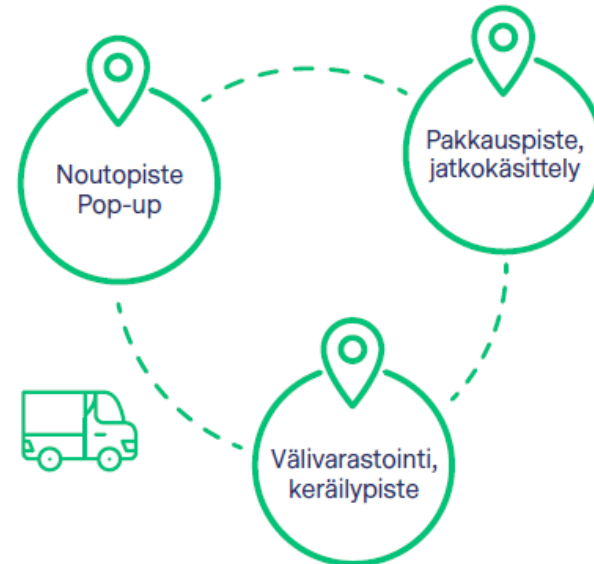 Noutopiste
Pop-up
Pakkauspiste,
jatkokäsittely
Välivarastointi,
keräilypiste